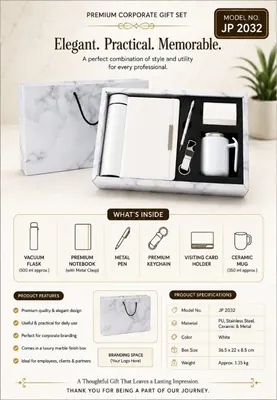 PREMIUM CORPORATE GIFT SET
MODEL NO.
JP 2032
Elegant. Practical. Memorable.
A perfect combination of style and utility
for every professional.
WHAT'S INSIDE
VACUUM
FLASK
(500 ml approx.)
PREMIUM
NOTEBOOK
(with Metal Clasp)
METAL
PEN
PREMIUM
KEYCHAIN
VISITING CARD
HOLDER
CERAMIC
MUG
(350 ml approx.)
PRODUCT FEATURES
Premium quality & elegant design
Useful & practical for daily use
Perfect for corporate branding
Comes in a luxury marble finish box
Ideal for employees, clients & partners
BRANDING SPACE
(Your Logo Here)
PRODUCT SPECIFICATIONS
Model No. : JP 2032
Material : PU, Stainless Steel,
Ceramic & Metal
Color : White
Box Size : 36.5 x 22 x 8.5 cm
Weight : Approx. 1.35 kg
A Thoughtful Gift That Leaves a Lasting Impression.
THANK YOU FOR BEING A PART OF OUR JOURNEY.